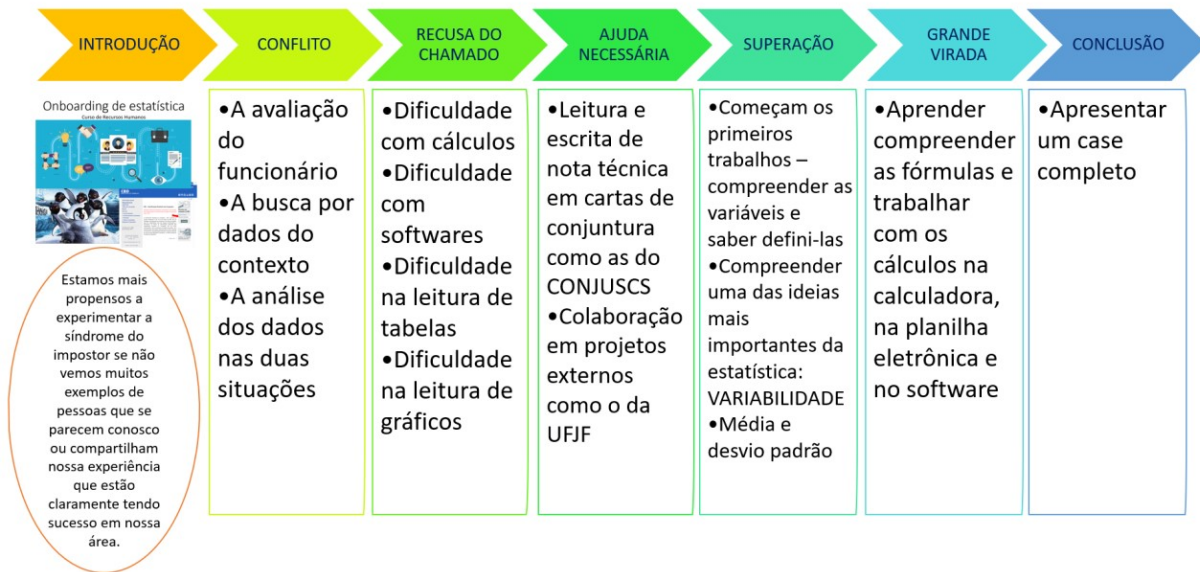 INTRODUÇÃO
CONFLITO
RECUSA DO
CHAMADO
AJUDA
NECESSÁRIA
SUPERAÇÃO
GRANDE
VIRADA
CONCLUSÃO
Onboarding de estatística
Curso de Recursos Humanos
Estamos mais
propensos a
experimentar a
síndrome do
impostor se não
vemos muitos
exemplos de
pessoas que se
parecem conosco
ou compartilham
nossa experiência
que estão
claramente tendo
sucesso em nossa
área.
•A avaliação
do
funcionário
•A busca por
dados do
contexto
•A análise
dos dados
nas duas
situações
•Dificuldade
com cálculos
•Dificuldade
com
softwares
•Dificuldade
na leitura de
tabelas
•Dificuldade
na leitura de
gráficos
•Leitura e
escrita de
nota técnica
em cartas de
conjuntura
como as do
CONJUSCS
•Colaboração
em projetos
externos
como o da
UFJF
•Começam os
primeiros
trabalhos –
compreender as
variáveis e
saber defini-las
•Compreender
uma das ideias
mais
importantes da
estatística:
VARIABILIDADE
•Média e
desvio padrão
•Aprender
compreender
as fórmulas e
trabalhar
com os
cálculos na
calculadora,
na planilha
eletrônica e
no software
•Apresentar
um case
completo